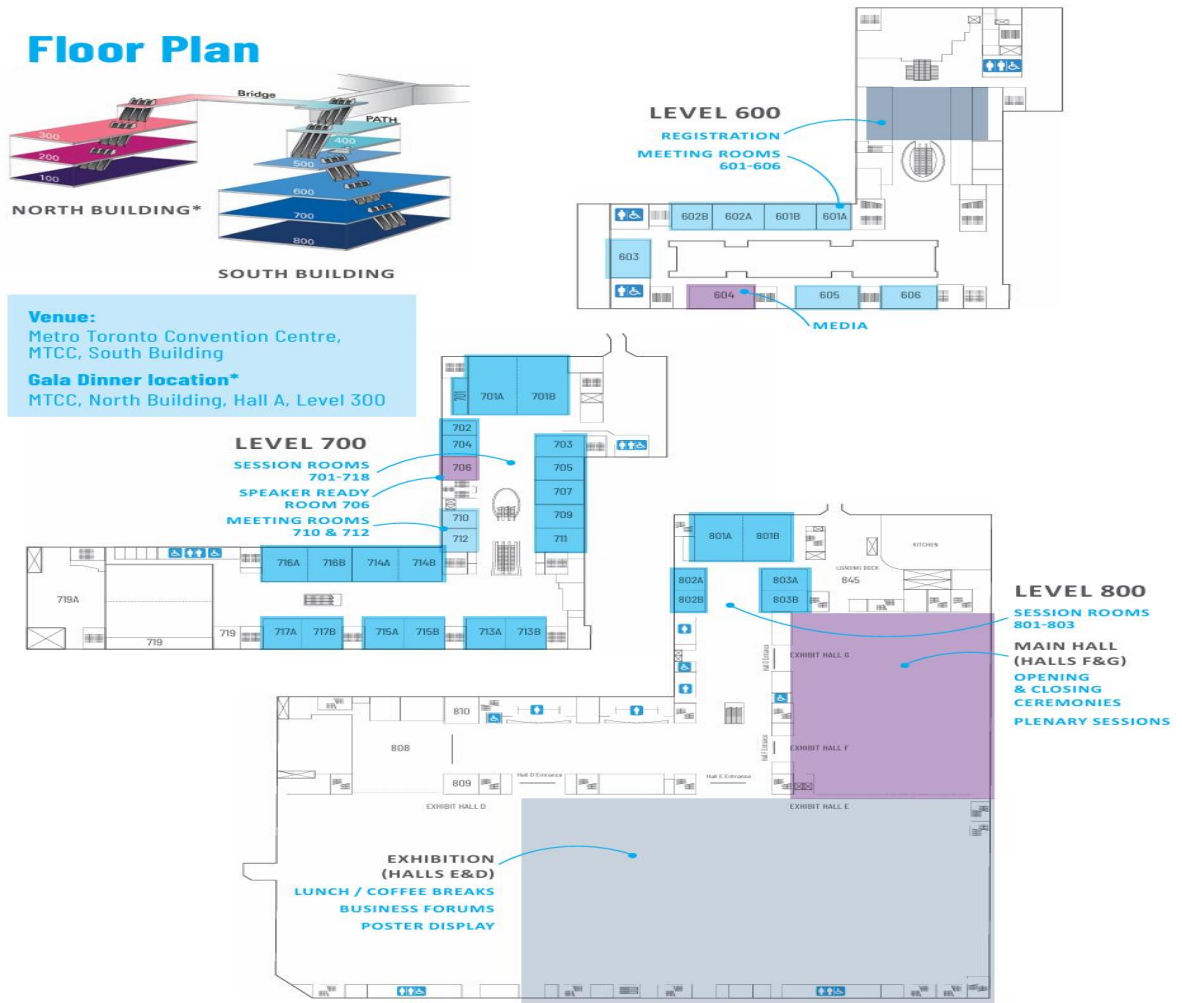 Floor Plan
Bridge
PATH
300
200
100
400
500
600
700
800
NORTH BUILDING*
SOUTH BUILDING
Venue:
Metro Toronto Convention Centre,
MTCC, South Building
Gala Dinner location*
MTCC, North Building, Hall A, Level 300
LEVEL 600
REGISTRATION
MEETING ROOMS
601-606
602B 602A 601B 601A
603
604 605 606
MEDIA
LEVEL 700
SESSION ROOMS
701-718
SPEAKER READY
ROOM 706
MEETING ROOMS
710 & 712
701 701A 701B
702
704
706
710
712
703
705
707
709
711
716A 716B 714A 714B
719A
719
719
717A 717B 715A 715B 713A 713B
LEVEL 800
SESSION ROOMS
801-803
MAIN HALL
(HALLS F&G)
OPENING
& CLOSING
CEREMONIES
PLENARY SESSIONS
801A 801B
KITCHEN
LOADING DOCK
845
802A
802B
803A
803B
Hall G Entrance
EXHIBIT HALL G
Hall F Entrance
EXHIBIT HALL F
810
808
809
Hall D Entrance
Hall E Entrance
EXHIBIT HALL D
EXHIBIT HALL E
EXHIBITION
(HALLS E&D)
LUNCH / COFFEE BREAKS
BUSINESS FORUMS
POSTER DISPLAY